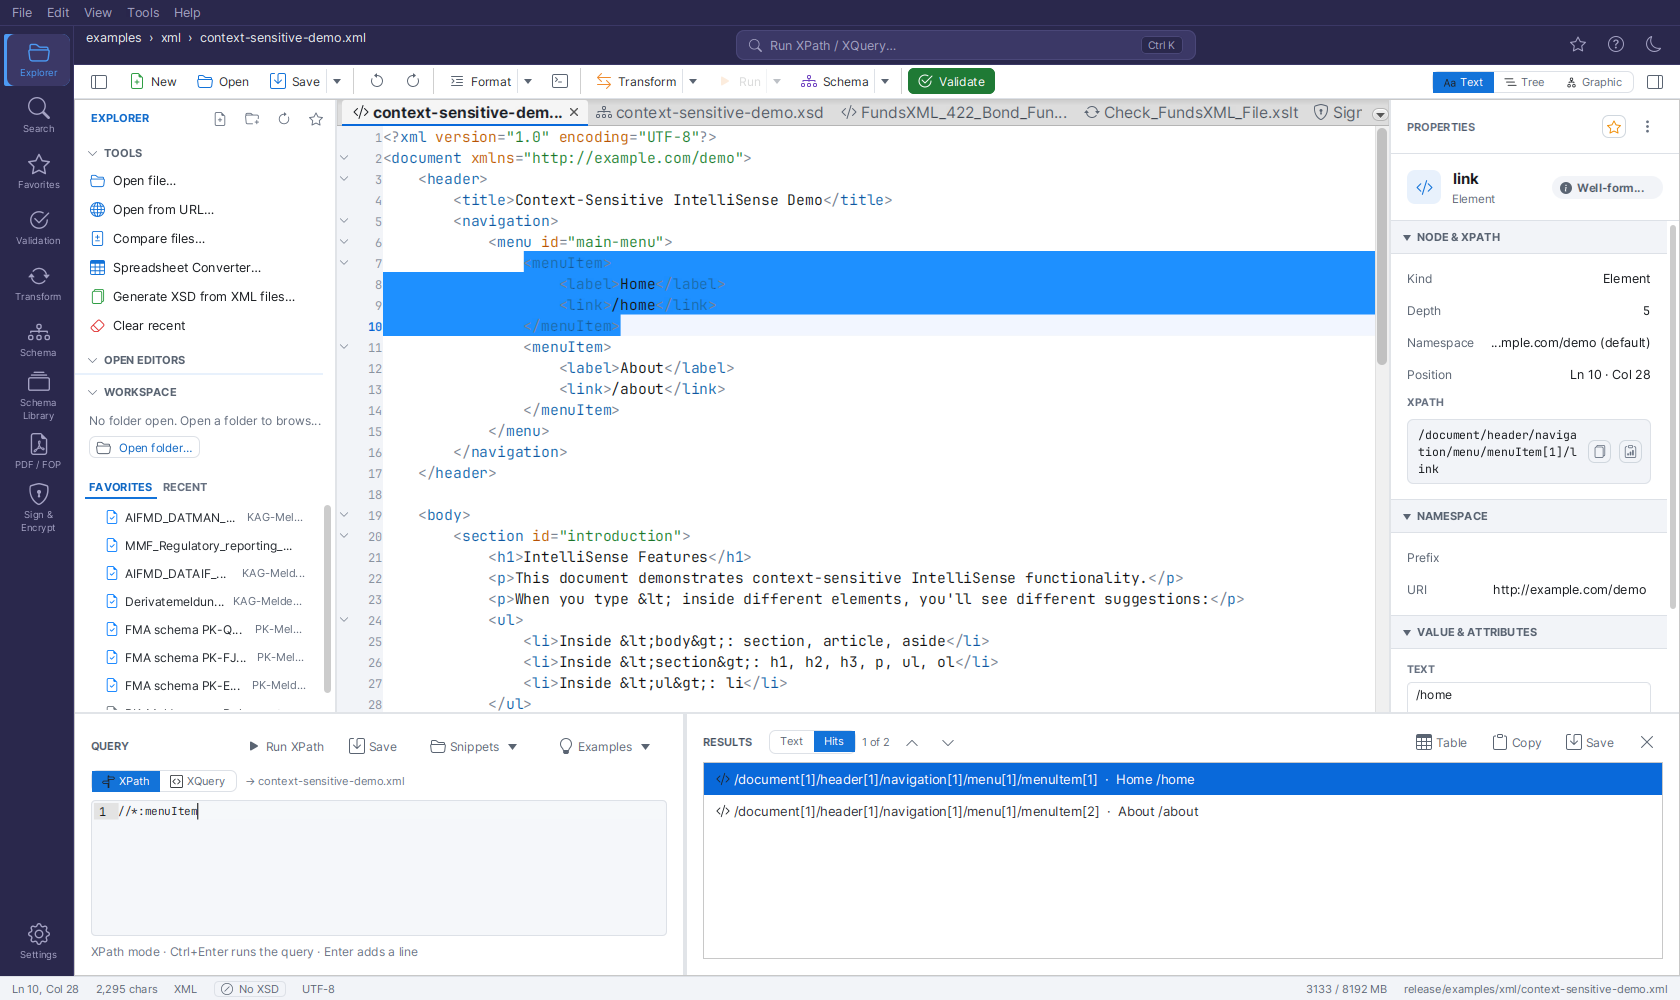 File Edit View Tools Help
examples › xml › context-sensitive-demo.xml
Run XPath / XQuery... Ctrl K
New Open Save Format Transform Run Schema Validate Text Tree Graphic
Explorer
Search
Favorites
Validation
Transform
Schema
Schema Library
PDF / FOP
Sign & Encrypt
Settings
EXPLORER
TOOLS
Open file...
Open from URL...
Compare files...
Spreadsheet Converter...
Generate XSD from XML files...
Clear recent
OPEN EDITORS
WORKSPACE
No folder open. Open a folder to brows...
Open folder...
FAVORITES RECENT
AIFMD_DATMAN_... KAG-Mel...
MMF_Regulatory_reporting_...
AIFMD_DATAIF_... KAG-Meld...
Derivatemeldun... KAG-Melde...
FMA schema PK-Q... PK-Mel...
FMA schema PK-FJ... PK-Mel...
FMA schema PK-E... PK-Meld...
context-sensitive-dem... × context-sensitive-demo.xsd FundsXML_422_Bond_Fun... Check_FundsXML_File.xslt Sign
1 <?xml version="1.0" encoding="UTF-8"?>
2 <document xmlns="http://example.com/demo">
3 <header>
4 <title>Context-Sensitive IntelliSense Demo</title>
5 <navigation>
6 <menu id="main-menu">
7 <menuItem>
8 <label>Home</label>
9 <link>/home</link>
10 </menuItem>
11 <menuItem>
12 <label>About</label>
13 <link>/about</link>
14 </menuItem>
15 </menu>
16 </navigation>
17 </header>
18
19 <body>
20 <section id="introduction">
21 <h1>IntelliSense Features</h1>
22 <p>This document demonstrates context-sensitive IntelliSense functionality.</p>
23 <p>When you type &lt; inside different elements, you'll see different suggestions:</p>
24 <ul>
25 <li>Inside &lt;body&gt;: section, article, aside</li>
26 <li>Inside &lt;section&gt;: h1, h2, h3, p, ul, ol</li>
27 <li>Inside &lt;ul&gt;: li</li>
28 </ul>
PROPERTIES
link
Element
Well-form...
NODE & XPATH
Kind Element
Depth 5
Namespace ...mple.com/demo (default)
Position Ln 10 · Col 28
XPATH
/document/header/naviga
tion/menu/menuItem[1]/l
ink
NAMESPACE
Prefix
URI http://example.com/demo
VALUE & ATTRIBUTES
TEXT
/home
QUERY Run XPath Save Snippets Examples
XPath XQuery → context-sensitive-demo.xml
1 //*:menuItem
XPath mode · Ctrl+Enter runs the query · Enter adds a line
RESULTS Text Hits 1 of 2 Table Copy Save
/document[1]/header[1]/navigation[1]/menu[1]/menuItem[1] · Home /home
/document[1]/header[1]/navigation[1]/menu[1]/menuItem[2] · About /about
Ln 10, Col 28 2,295 chars XML No XSD UTF-8 3133 / 8192 MB release/examples/xml/context-sensitive-demo.xml